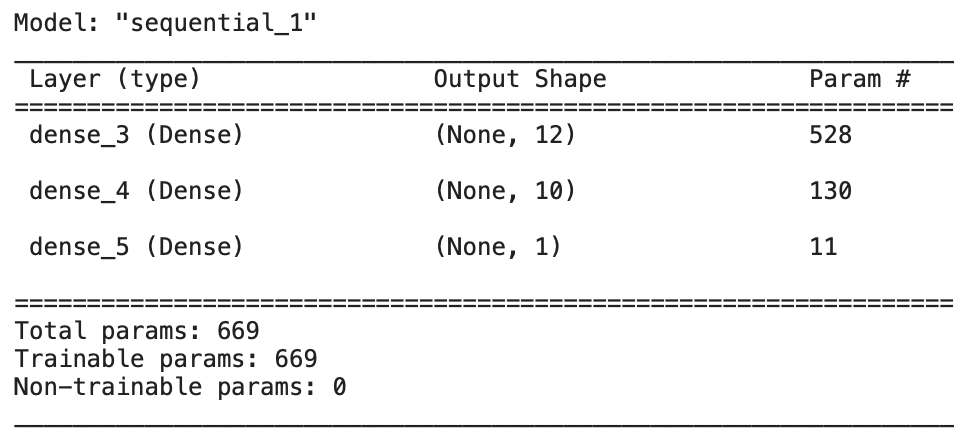 Model: "sequential_1"
Layer (type) Output Shape Param #
dense_3 (Dense) (None, 12) 528
dense_4 (Dense) (None, 10) 130
dense_5 (Dense) (None, 1) 11
Total params: 669
Trainable params: 669
Non-trainable params: 0